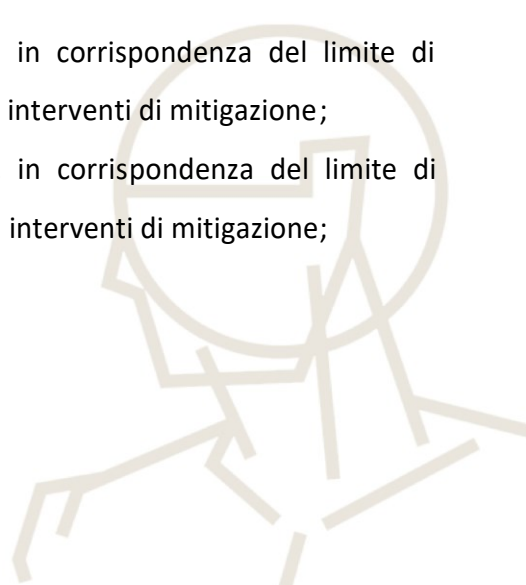 in corrispondenza del limite di
interventi di mitigazione;
in corrispondenza del limite di
interventi di mitigazione;